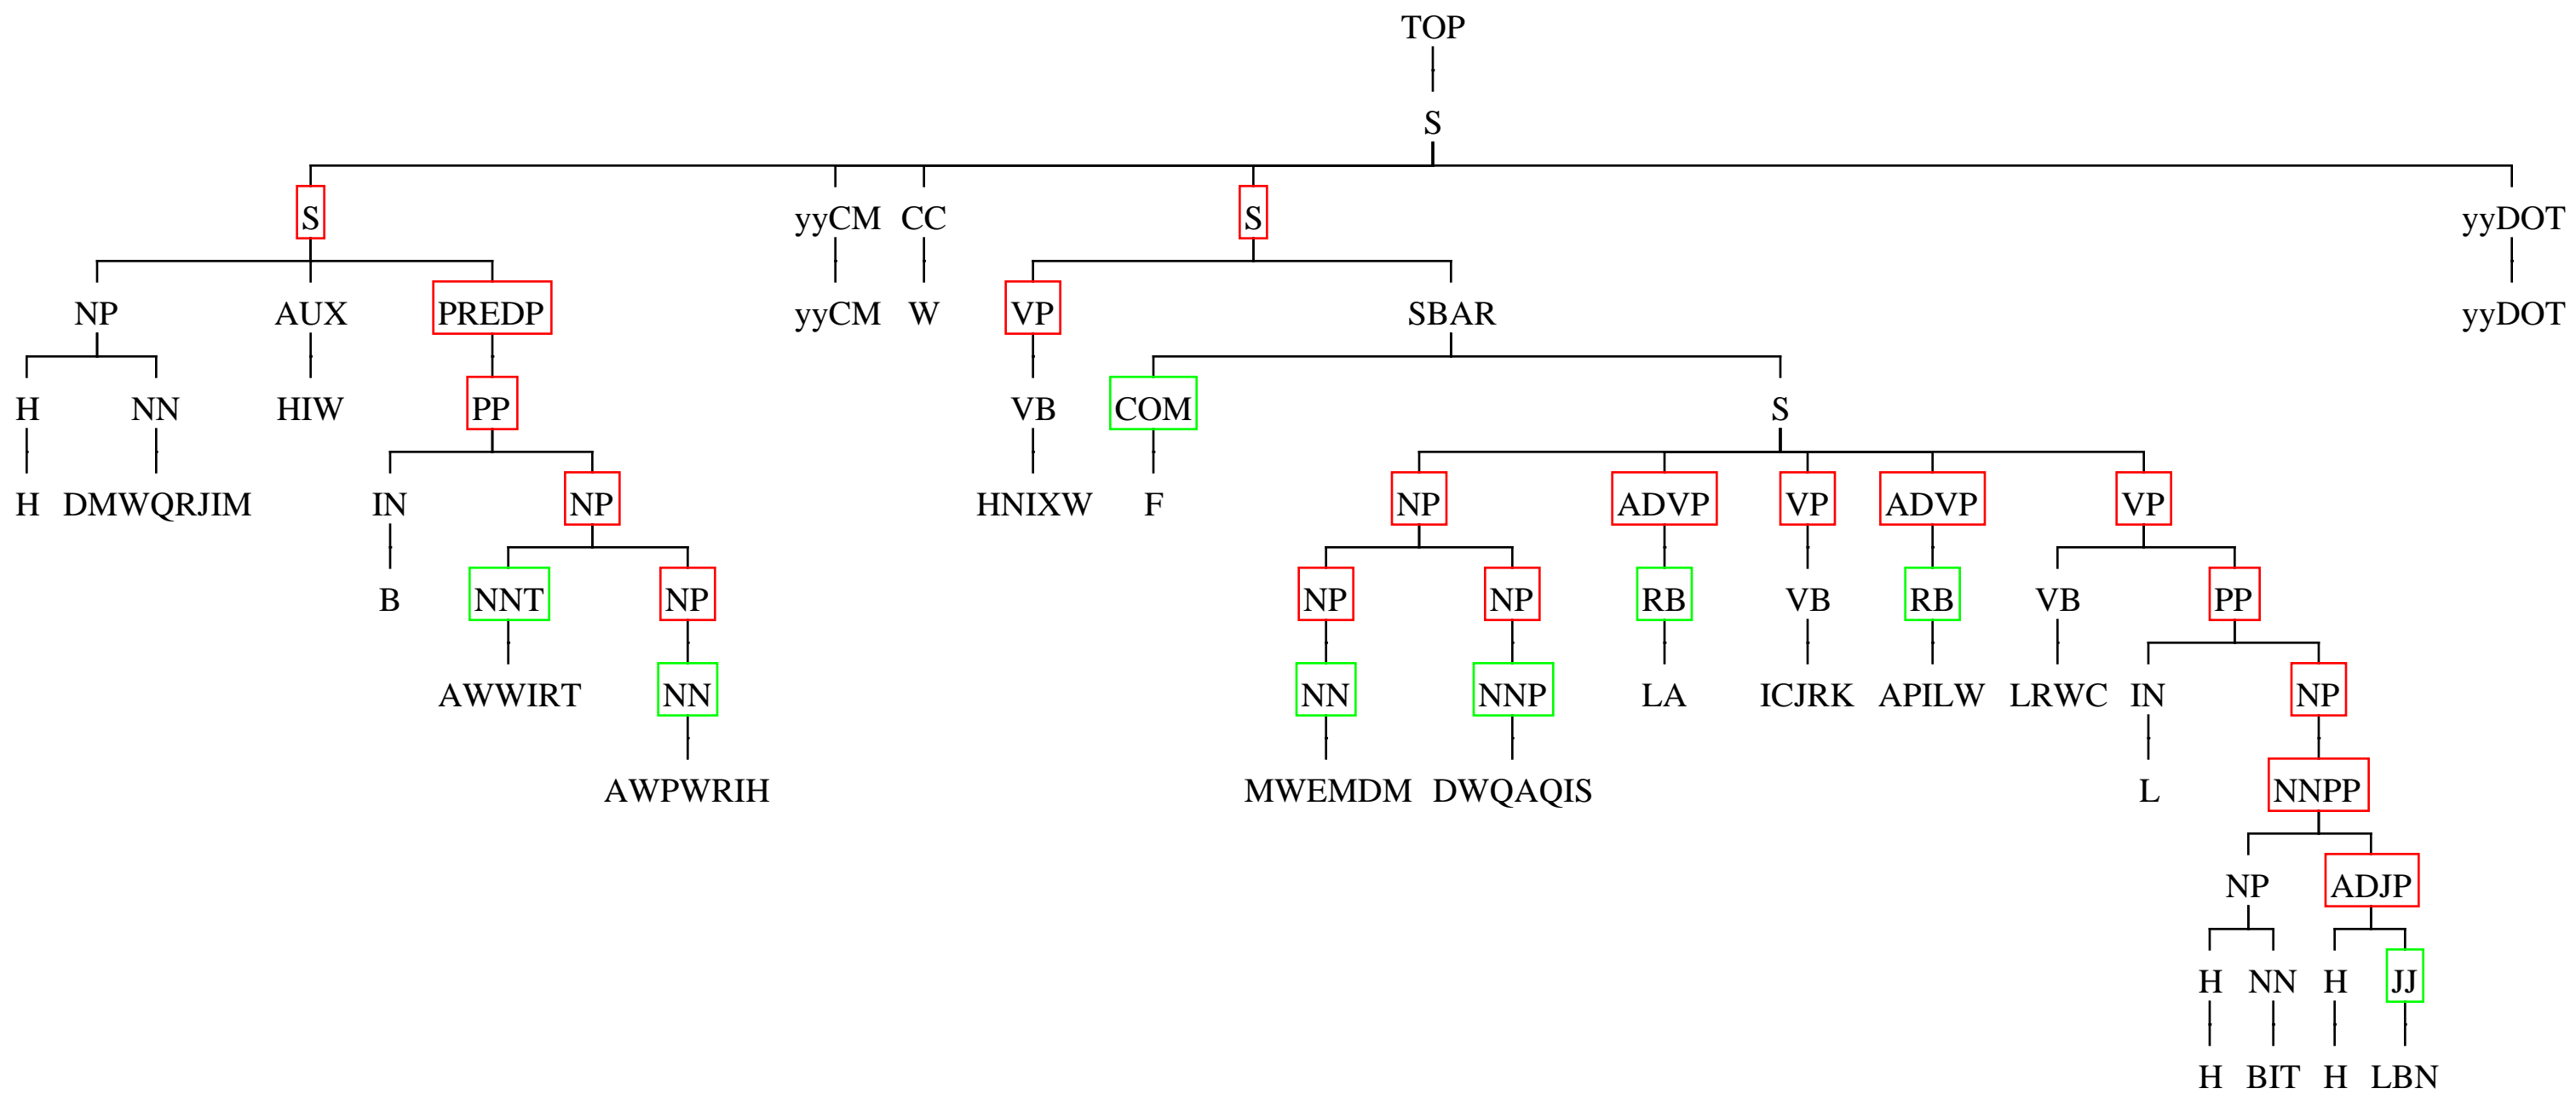 TOP
S
S yyCM CC S yyDOT
NP AUX PREDP yyCM W VP SBAR yyDOT
H NN HIW PP VB COM S
H DMWQRJIM IN NP HNIXW F NP ADVP VP ADVP VP
B NNT NP NP NP RB VB RB VB PP
AWWIRT NN NN NNP LA ICJRK APILW LRWC IN NP
AWPWRIH MWEMDM DWQAQIS L NNPP
NP ADJP
H NN H JJ
H BIT H LBN